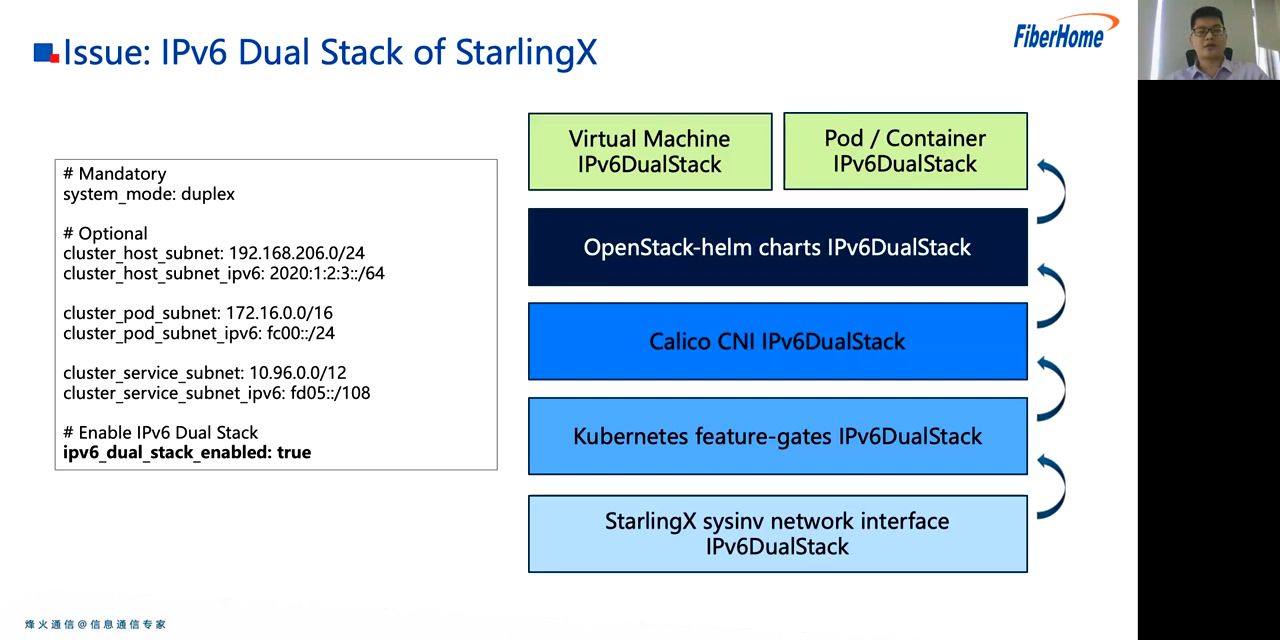 Issue: IPv6 Dual Stack of StarlingX
FiberHome
# Mandatory
system_mode: duplex
# Optional
cluster_host_subnet: 192.168.206.0/24
cluster_host_subnet_ipv6: 2020:1:2:3::/64
cluster_pod_subnet: 172.16.0.0/16
cluster_pod_subnet_ipv6: fc00::/24
cluster_service_subnet: 10.96.0.0/12
cluster_service_subnet_ipv6: fd05::/108
# Enable IPv6 Dual Stack
ipv6_dual_stack_enabled: true
Virtual Machine
IPv6DualStack
Pod / Container
IPv6DualStack
OpenStack-helm charts IPv6DualStack
Calico CNI IPv6DualStack
Kubernetes feature-gates IPv6DualStack
StarlingX sysinv network interface
IPv6DualStack
烽火通信@信息通信专家